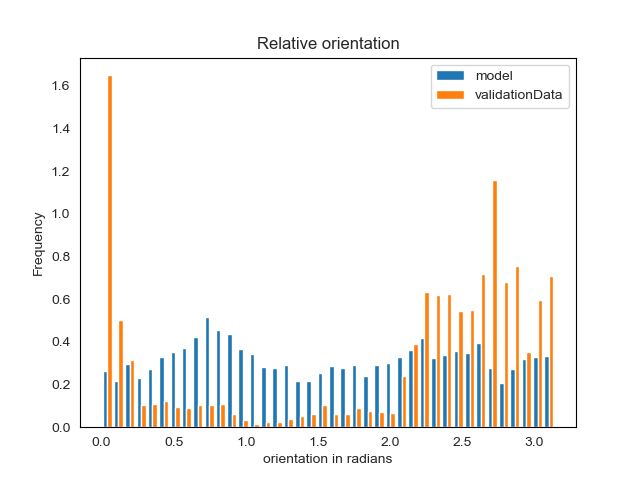 Relative orientation
model
validationData
1.6
1.4
1.2
1.0
0.8
0.6
0.4
0.2
0.0
Frequency
0.0 0.5 1.0 1.5 2.0 2.5 3.0
orientation in radians